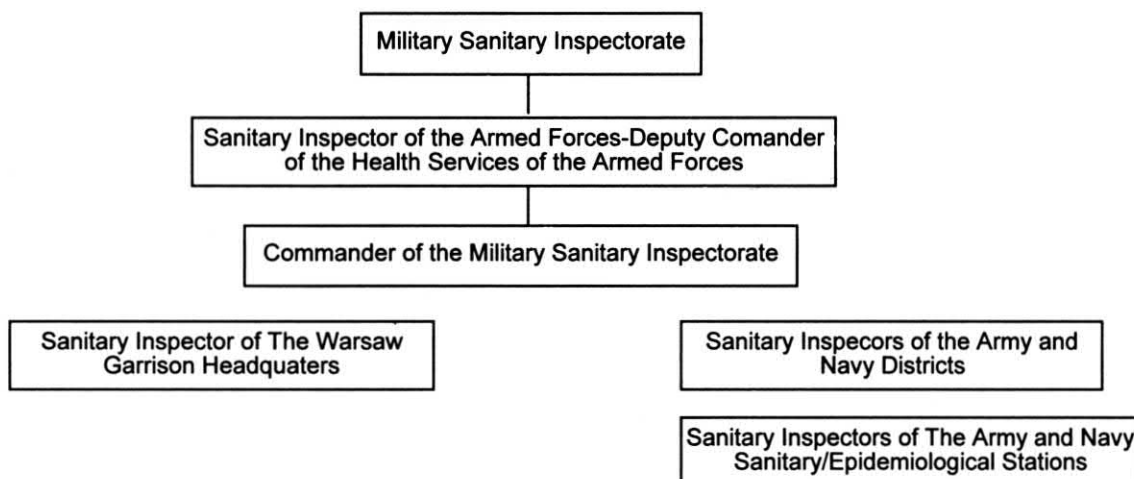 Military Sanitary Inspectorate
Sanitary Inspector of the Armed Forces-Deputy Comander
of the Health Services of the Armed Forces
Commander of the Military Sanitary Inspectorate
Sanitary Inspector of The Warsaw
Garrison Headquaters
Sanitary Inspecors of the Army and
Navy Districts
Sanitary Inspectors of The Army and Navy
Sanitary/Epidemiological Stations